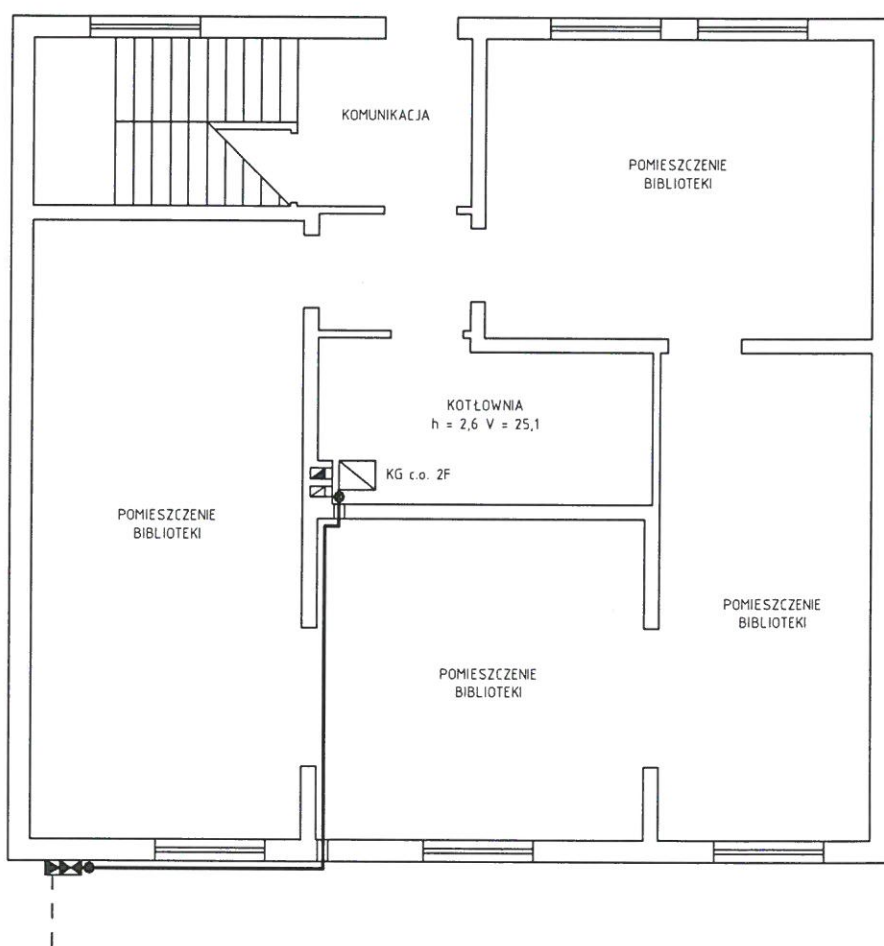 KOMUNIKACJA
POMIESZCZENIE
BIBLIOTEKI
KOTŁOWNIA
h = 2,6 V = 25,1
KG c.o. 2F
POMIESZCZENIE
BIBLIOTEKI
POMIESZCZENIE
BIBLIOTEKI
POMIESZCZENIE
BIBLIOTEKI